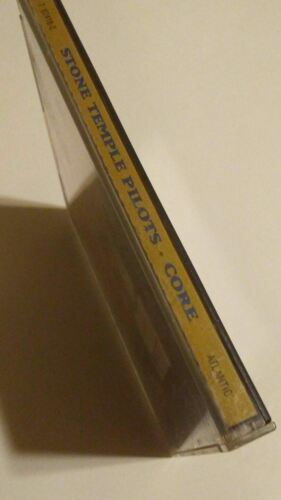 STONE TEMPLE PILOTS · CORE
ATLANTIC